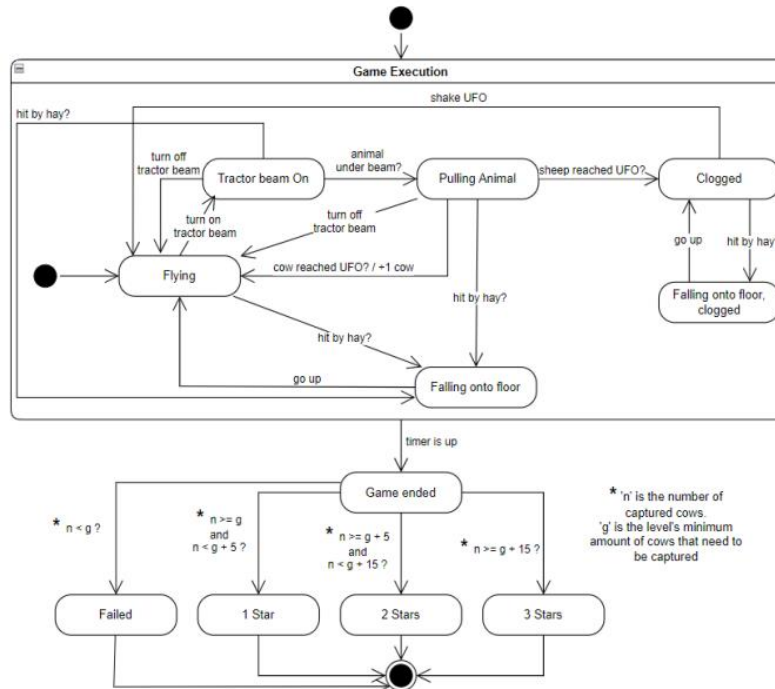 Game Execution
shake UFO
hit by hay?
turn off
tractor beam
Tractor beam On
animal
under beam?
Pulling Animal
sheep reached UFO?
Clogged
turn on
tractor beam
turn off
tractor beam
go up
hit by hay?
Flying
cow reached UFO? / +1 cow
Falling onto floor,
clogged
hit by hay?
hit by hay?
go up
Falling onto floor
timer is up
Game ended
* n < g ?
* n >= g
and
n < g + 5 ?
* n >= g + 5
and
n < g + 15 ?
* n >= g + 15 ?
* 'n' is the number of
captured cows.
'g' is the level's minimum
amount of cows that need to
be captured
Failed
1 Star
2 Stars
3 Stars